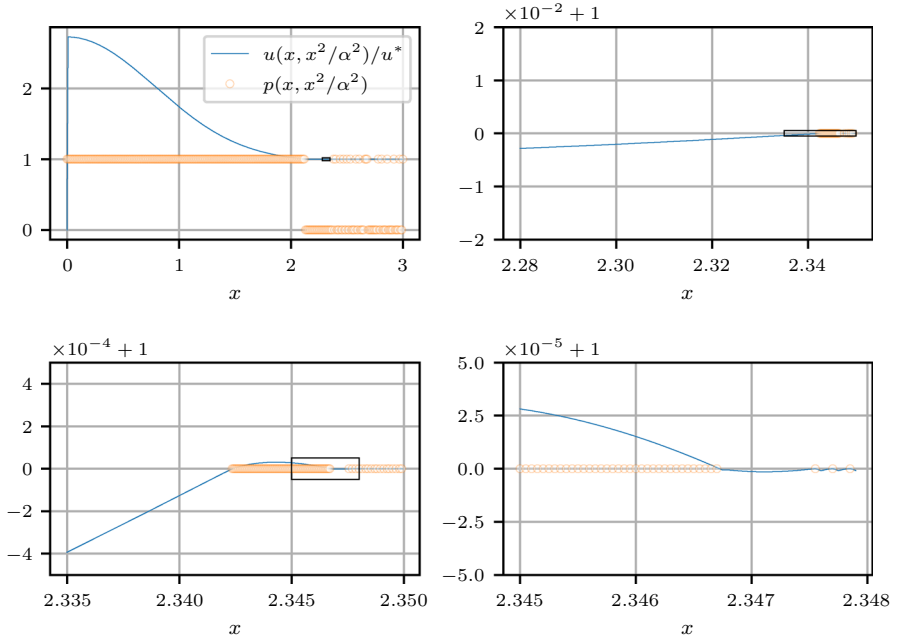 ×10⁻² + 1
u(x, x²/α²)/u*
p(x, x²/α²)
2
1
0
0 1 2 3
x
2
1
0
−1
−2
2.28 2.30 2.32 2.34
x
×10⁻⁴ + 1
4
2
0
−2
−4
2.335 2.340 2.345 2.350
x
×10⁻⁵ + 1
5.0
2.5
0.0
−2.5
−5.0
2.345 2.346 2.347 2.348
x